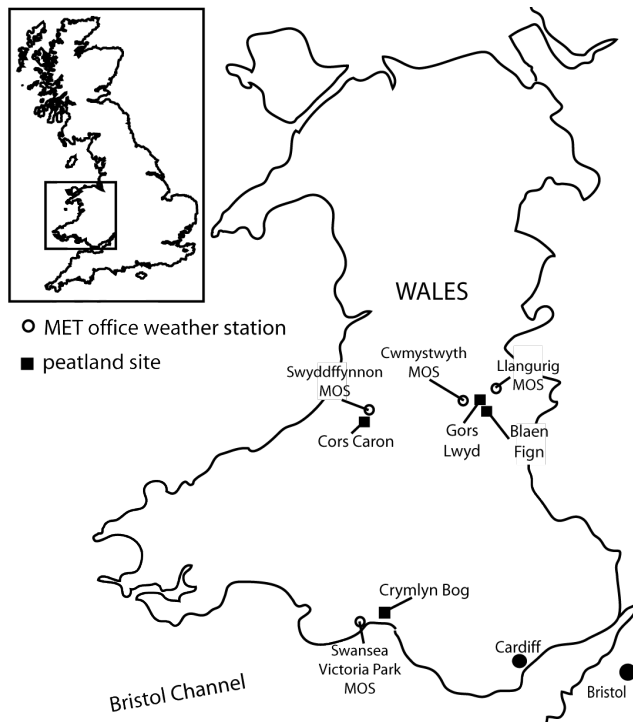 WALES
MET office weather station
peatland site
Cwmystwyth
MOS
Llangurig
MOS
Swyddffynnon
MOS
Cors Caron
Gors
Lwyd
Blaen
Fign
Crymlyn Bog
Swansea
Victoria Park
MOS
Cardiff
Bristol
Bristol Channel